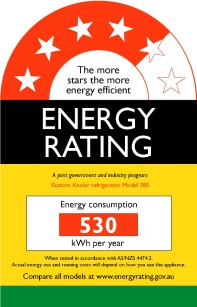 The more
stars the more
energy efficient
ENERGY
RATING
A joint government and industry program
Kustom Kooler refrigerator Model 380
Energy consumption
530
kWh per year
When tested in accordance with AS/NZS 4474.2.
Actual energy use and running costs will depend on how you use the appliance.
Compare all models at www.energyrating.gov.au